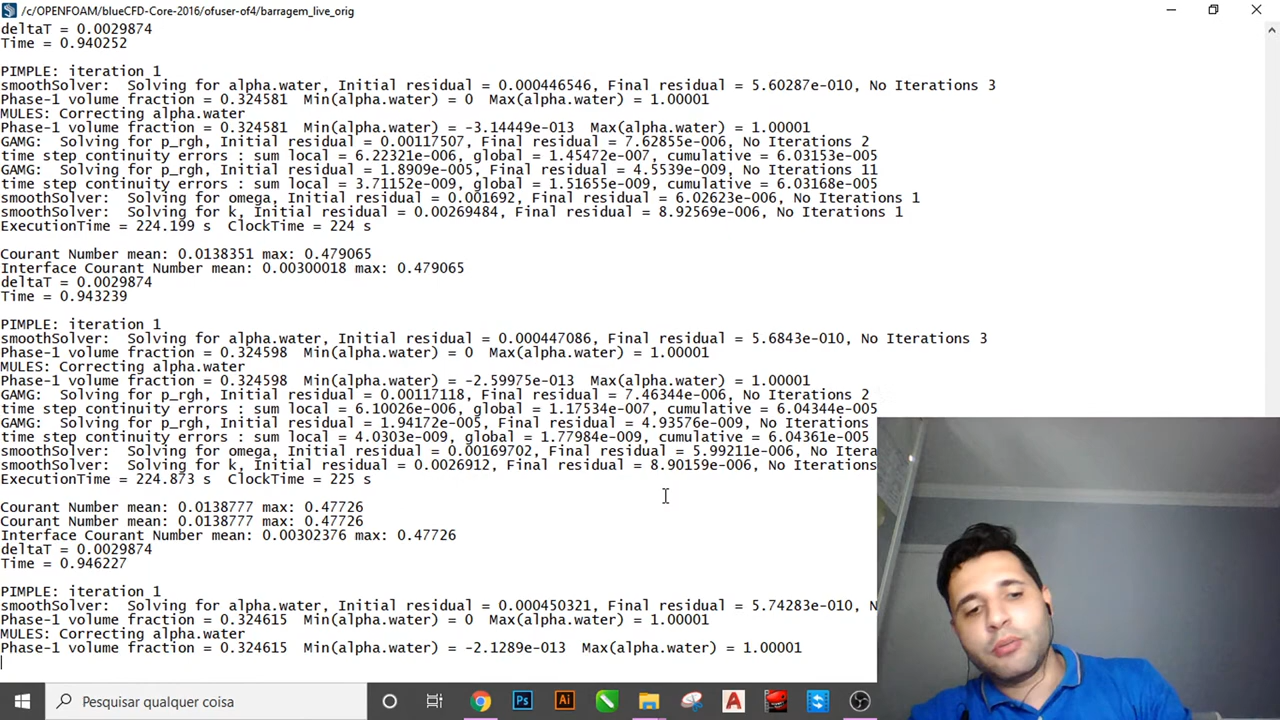 /c/OPENFOAM/blueCFD-Core-2016/ofuser-of4/barragem_live_orig
deltaT = 0.0029874
Time = 0.940252
PIMPLE: iteration 1
smoothSolver:  Solving for alpha.water, Initial residual = 0.000446546, Final residual = 5.60287e-010, No Iterations 3
Phase-1 volume fraction = 0.324581  Min(alpha.water) = 0  Max(alpha.water) = 1.00001
MULES: Correcting alpha.water
Phase-1 volume fraction = 0.324581  Min(alpha.water) = -3.14449e-013  Max(alpha.water) = 1.00001
GAMG:  Solving for p_rgh, Initial residual = 0.00117507, Final residual = 7.62855e-006, No Iterations 2
time step continuity errors : sum local = 6.22321e-006, global = 1.45472e-007, cumulative = 6.03153e-005
GAMG:  Solving for p_rgh, Initial residual = 1.8909e-005, Final residual = 4.5539e-009, No Iterations 11
time step continuity errors : sum local = 3.71152e-009, global = 1.51655e-009, cumulative = 6.03168e-005
smoothSolver:  Solving for omega, Initial residual = 0.001692, Final residual = 6.02623e-006, No Iterations 1
smoothSolver:  Solving for k, Initial residual = 0.00269484, Final residual = 8.92569e-006, No Iterations 1
ExecutionTime = 224.199 s  ClockTime = 224 s
Courant Number mean: 0.0138351 max: 0.479065
Interface Courant Number mean: 0.00300018 max: 0.479065
deltaT = 0.0029874
Time = 0.943239
PIMPLE: iteration 1
smoothSolver:  Solving for alpha.water, Initial residual = 0.000447086, Final residual = 5.6843e-010, No Iterations 3
Phase-1 volume fraction = 0.324598  Min(alpha.water) = 0  Max(alpha.water) = 1.00001
MULES: Correcting alpha.water
Phase-1 volume fraction = 0.324598  Min(alpha.water) = -2.59975e-013  Max(alpha.water) = 1.00001
GAMG:  Solving for p_rgh, Initial residual = 0.00117118, Final residual = 7.46344e-006, No Iterations 2
time step continuity errors : sum local = 6.10026e-006, global = 1.17534e-007, cumulative = 6.04344e-005
GAMG:  Solving for p_rgh, Initial residual = 1.94172e-005, Final residual = 4.93576e-009, No Iterations
time step continuity errors : sum local = 4.0303e-009, global = 1.77984e-009, cumulative = 6.04361e-005
smoothSolver:  Solving for omega, Initial residual = 0.00169702, Final residual = 5.99211e-006, No Itera
smoothSolver:  Solving for k, Initial residual = 0.0026912, Final residual = 8.90159e-006, No Iterations
ExecutionTime = 224.873 s  ClockTime = 225 s
Courant Number mean: 0.0138777 max: 0.47726
Courant Number mean: 0.0138777 max: 0.47726
Interface Courant Number mean: 0.00302376 max: 0.47726
deltaT = 0.0029874
Time = 0.946227
PIMPLE: iteration 1
smoothSolver:  Solving for alpha.water, Initial residual = 0.000450321, Final residual = 5.74283e-010, N
Phase-1 volume fraction = 0.324615  Min(alpha.water) = 0  Max(alpha.water) = 1.00001
MULES: Correcting alpha.water
Phase-1 volume fraction = 0.324615  Min(alpha.water) = -2.1289e-013  Max(alpha.water) = 1.00001
Pesquisar qualquer coisa
Ps
Ai
A